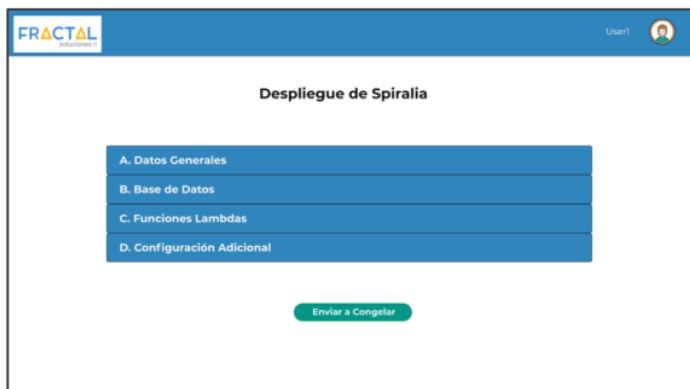 FRACTAL
soluciones ti
User1
Despliegue de Spiralia
A. Datos Generales
B. Base de Datos
C. Funciones Lambdas
D. Configuración Adicional
Enviar a Congelar